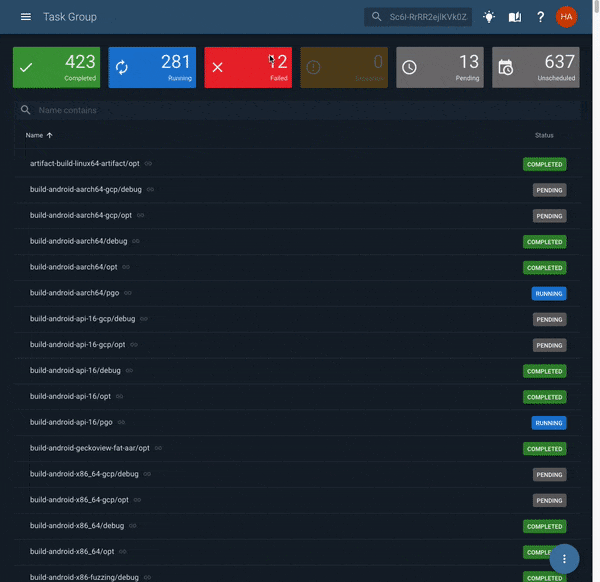 Task Group
Sc6l-RrRR2ejlKVk0Z
?
HA
423
Completed
281
Running
12
Failed
0
13
Pending
637
Unscheduled
Name contains
Name
Status
artifact-build-linux64-artifact/opt
COMPLETED
build-android-aarch64-gcp/debug
PENDING
build-android-aarch64-gcp/opt
PENDING
build-android-aarch64/debug
COMPLETED
build-android-aarch64/opt
COMPLETED
build-android-aarch64/pgo
RUNNING
build-android-api-16-gcp/debug
PENDING
build-android-api-16-gcp/opt
PENDING
build-android-api-16/debug
COMPLETED
build-android-api-16/opt
COMPLETED
build-android-api-16/pgo
RUNNING
build-android-geckoview-fat-aar/opt
COMPLETED
build-android-x86_64-gcp/debug
PENDING
build-android-x86_64-gcp/opt
PENDING
build-android-x86_64/debug
COMPLETED
build-android-x86_64/opt
build-android-x86-fuzzing/debug
COMPLETED